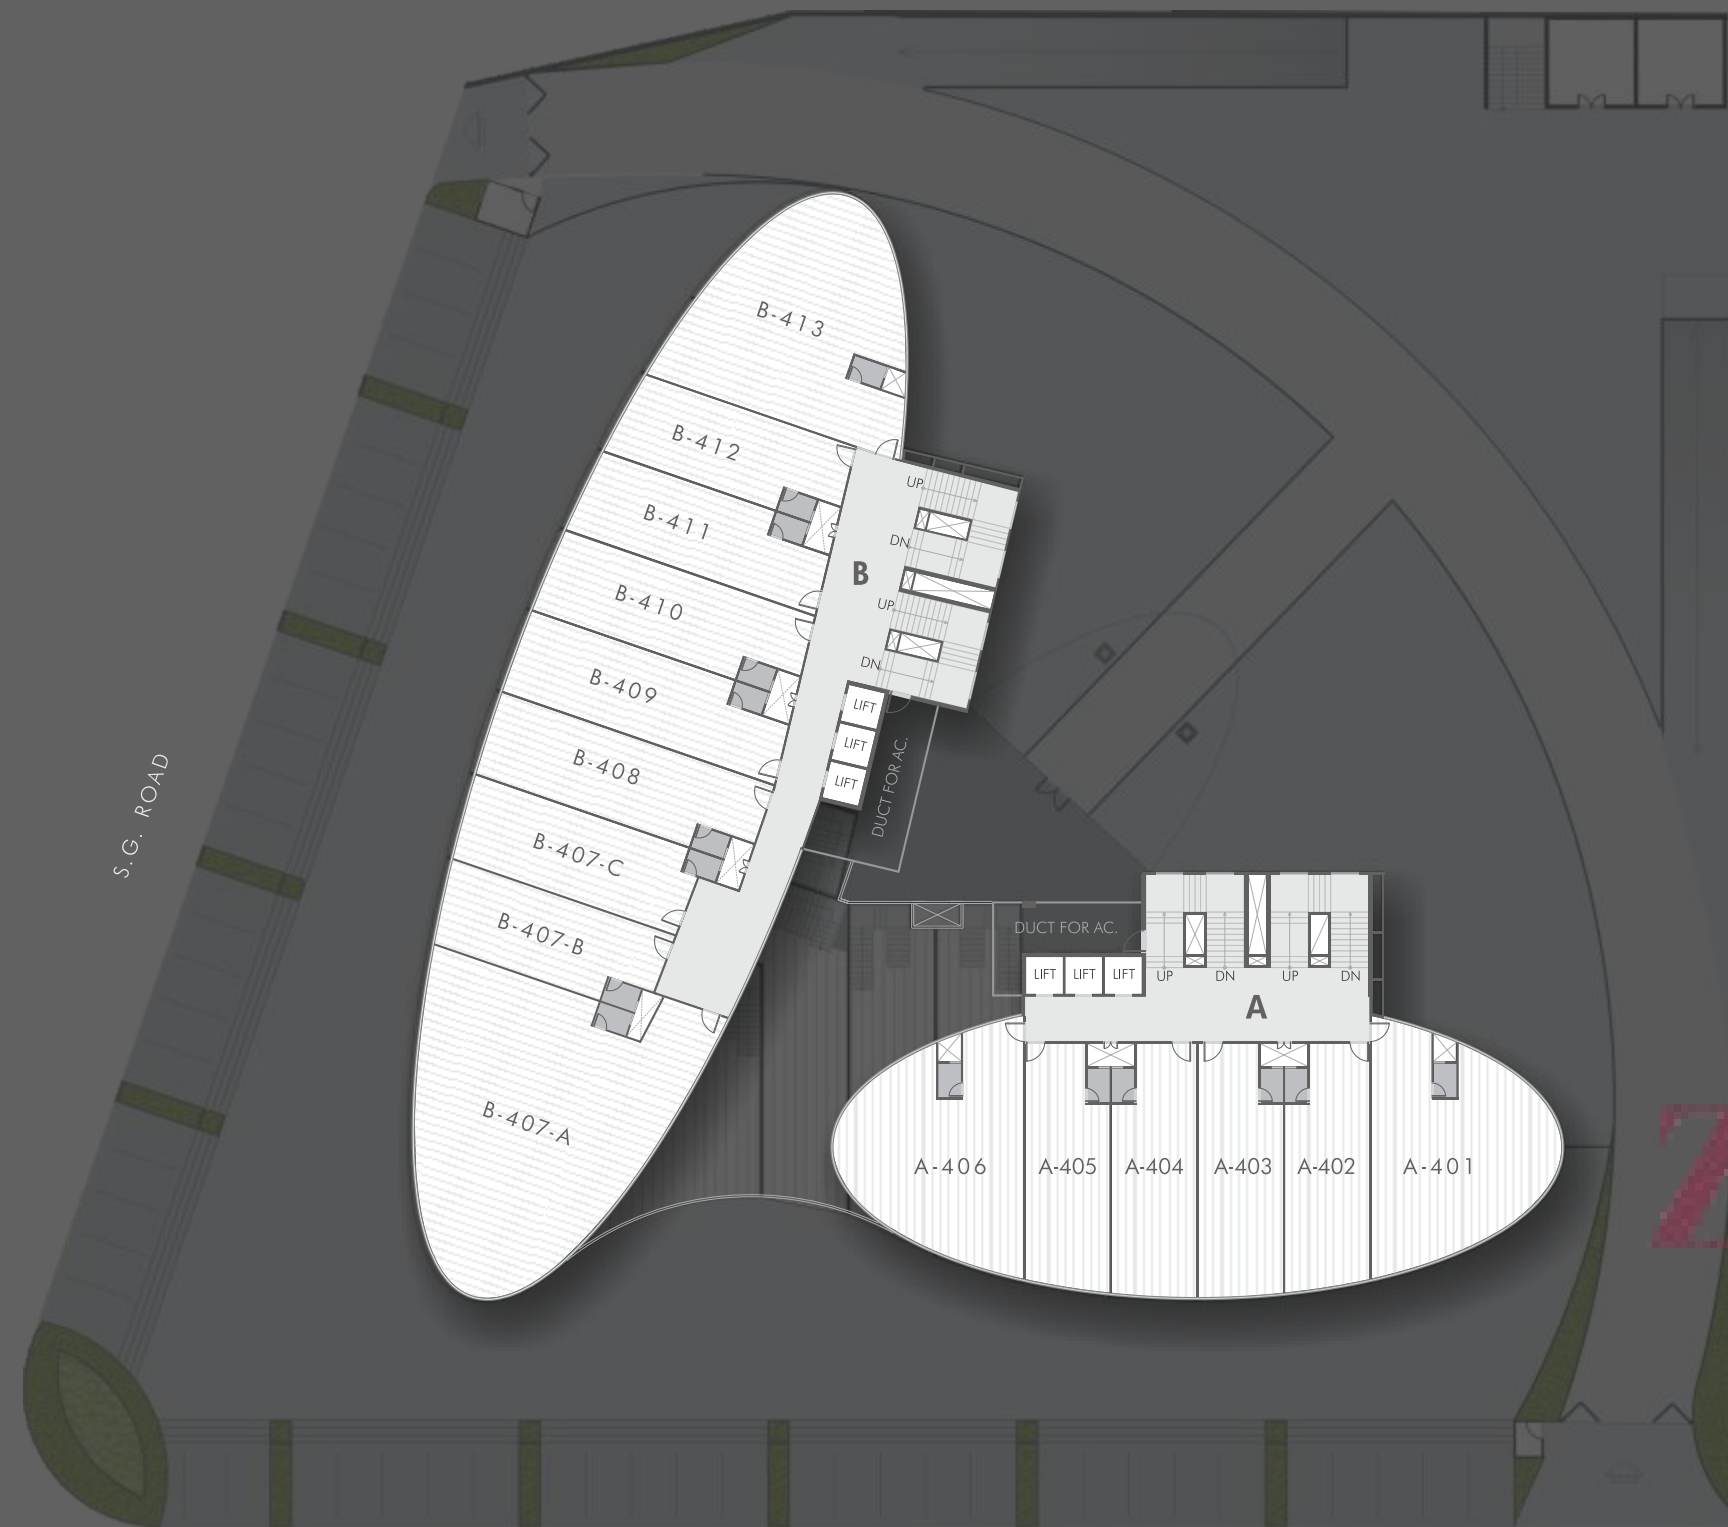 B-413
B-412
B-411
B-410
B-409
B-408
B-407-C
B-407-B
B-407-A
UP
DN
B
UP
DN
LIFT
LIFT
LIFT
DUCT FOR AC.
S.G. ROAD
DUCT FOR AC.
LIFT LIFT LIFT UP DN UP DN
A
A-406 A-405 A-404 A-403 A-402 A-401
Z